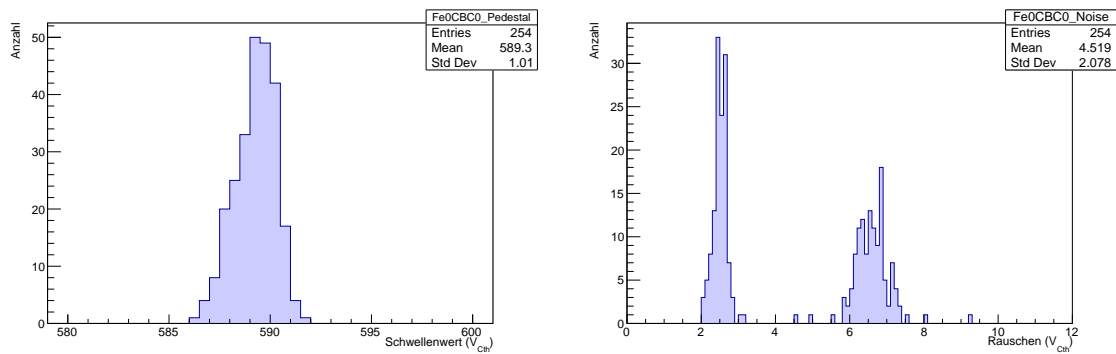 Fe0CBC0_Pedestal
Entries 254
Mean 589.3
Std Dev 1.01
Anzahl
50
40
30
20
10
0
580 585 590 595 600
Schwellenwert (V_Cth)
Fe0CBC0_Noise
Entries 254
Mean 4.519
Std Dev 2.078
Anzahl
30
25
20
15
10
5
0
0 2 4 6 8 10 12
Rauschen (V_Cth)